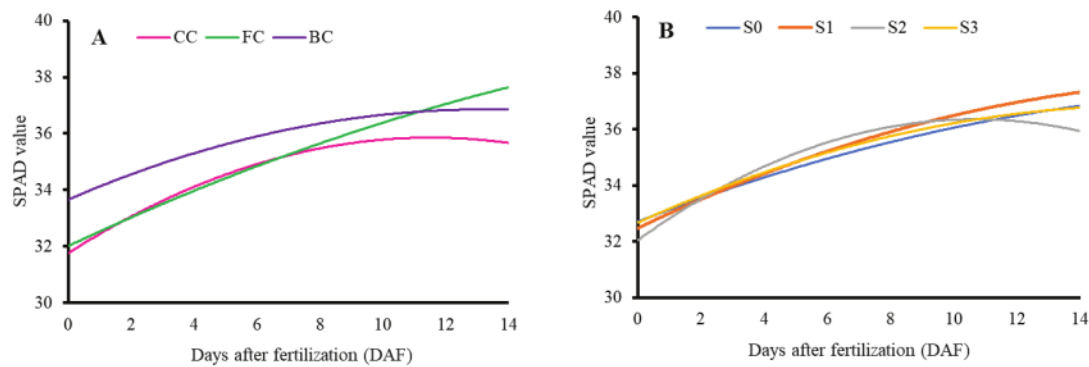 A
CC FC BC
40
38
36
34
32
30
SPAD value
0 2 4 6 8 10 12 14
Days after fertilization (DAF)
B
S0 S1 S2 S3
40
38
36
34
32
30
SPAD value
0 2 4 6 8 10 12 14
Days after fertilization (DAF)